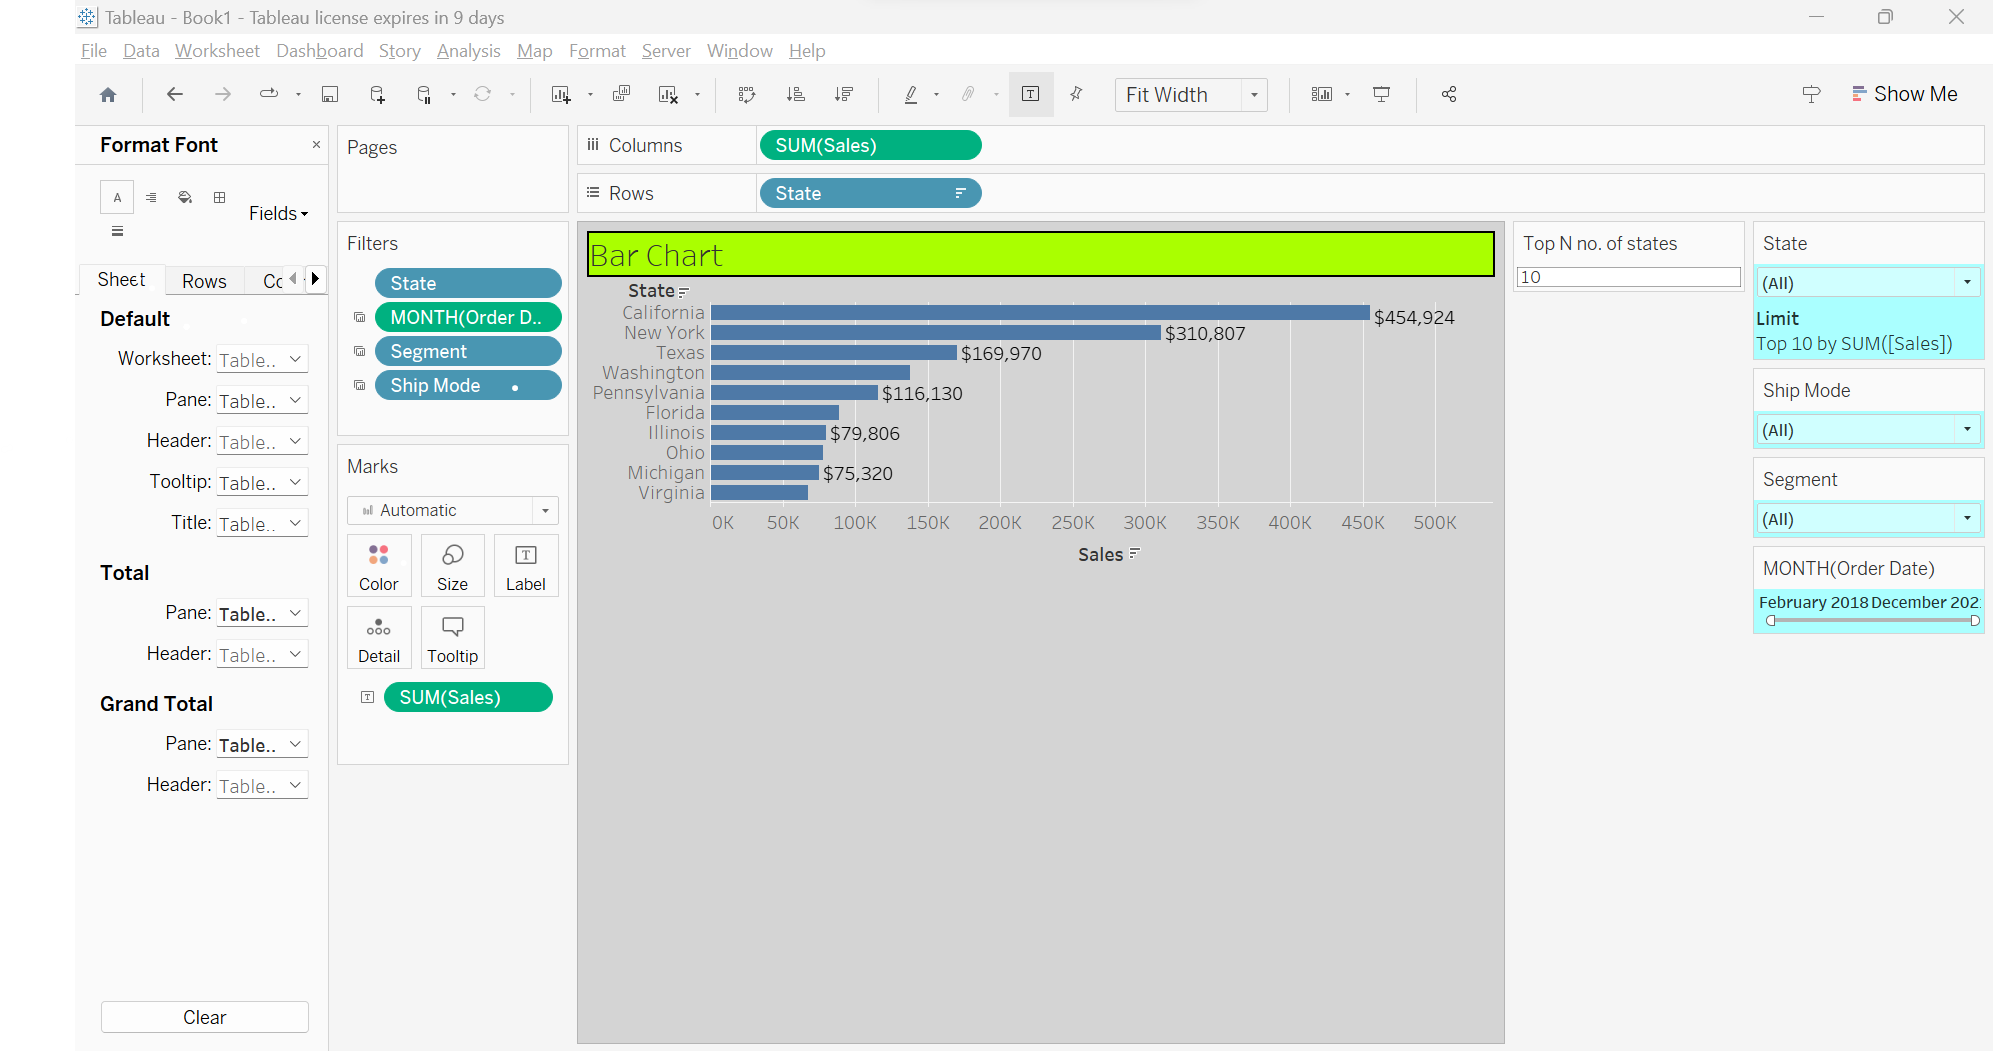 Tableau - Book1 - Tableau license expires in 9 days
File Data Worksheet Dashboard Story Analysis Map Format Server Window Help
Fit Width
Show Me
Format Font
Fields
Sheet Rows
Default
Worksheet: Table..
Pane: Table..
Header: Table..
Tooltip: Table..
Title: Table..
Total
Pane: Table..
Header: Table..
Grand Total
Pane: Table..
Header: Table..
Clear
Pages
Filters
State
MONTH(Order D..
Segment
Ship Mode
Marks
Automatic
Color Size Label
Detail Tooltip
SUM(Sales)
Columns SUM(Sales)
Rows State
Bar Chart
State
California $454,924
New York $310,807
Texas $169,970
Washington
Pennsylvania $116,130
Florida
Illinois $79,806
Ohio
Michigan $75,320
Virginia
0K 50K 100K 150K 200K 250K 300K 350K 400K 450K 500K
Sales
Top N no. of states
10
State
(All)
Limit
Top 10 by SUM([Sales])
Ship Mode
(All)
Segment
(All)
MONTH(Order Date)
February 2018 December 202